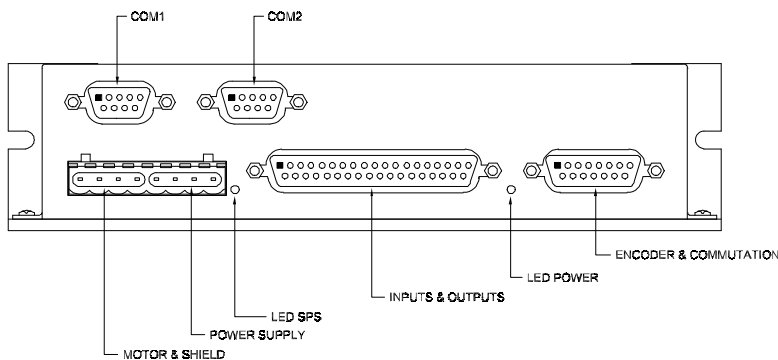 COM1
COM2
ENCODER & COMMUTATION
LED POWER
INPUTS & OUTPUTS
LED SPS
POWER SUPPLY
MOTOR & SHIELD